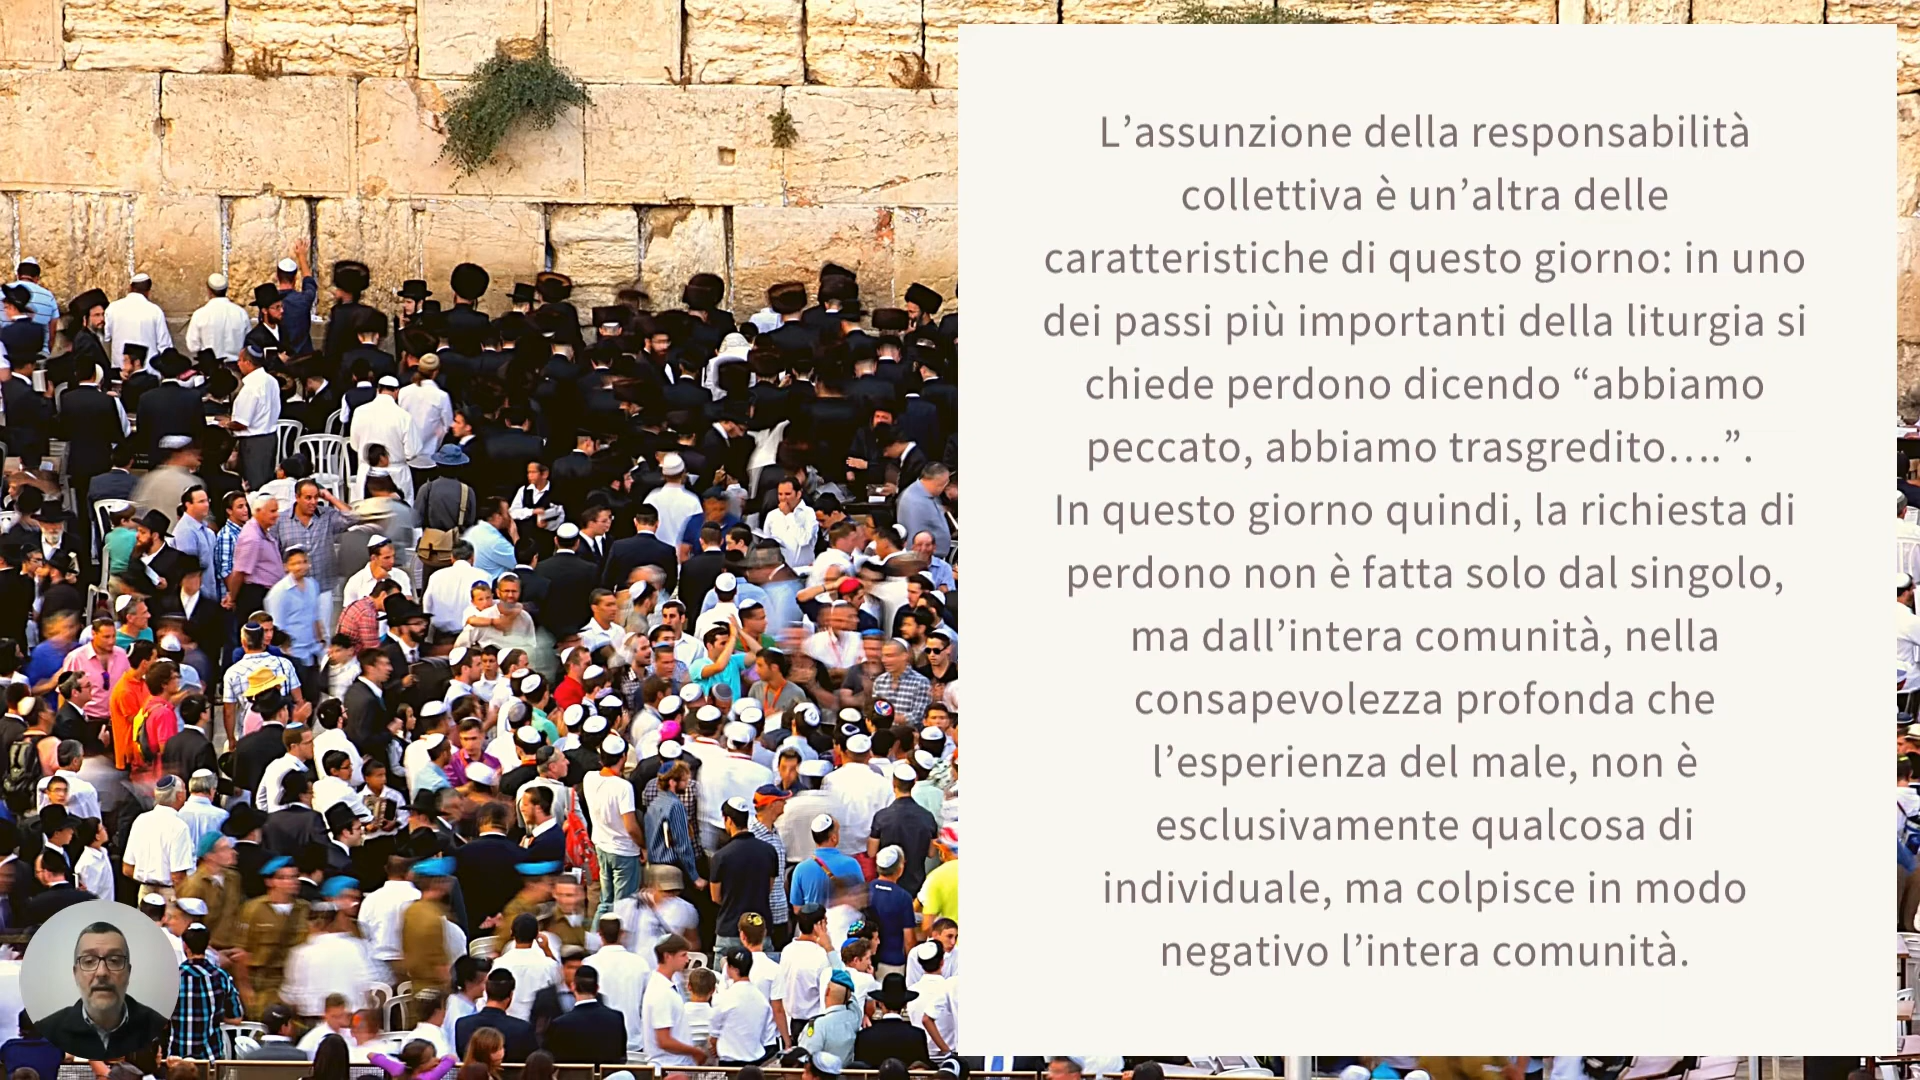 L’assunzione della responsabilità
collettiva è un’altra delle
caratteristiche di questo giorno: in uno
dei passi più importanti della liturgia si
chiede perdono dicendo “abbiamo
peccato, abbiamo trasgredito….”.
In questo giorno quindi, la richiesta di
perdono non è fatta solo dal singolo,
ma dall’intera comunità, nella
consapevolezza profonda che
l’esperienza del male, non è
esclusivamente qualcosa di
individuale, ma colpisce in modo
negativo l’intera comunità.